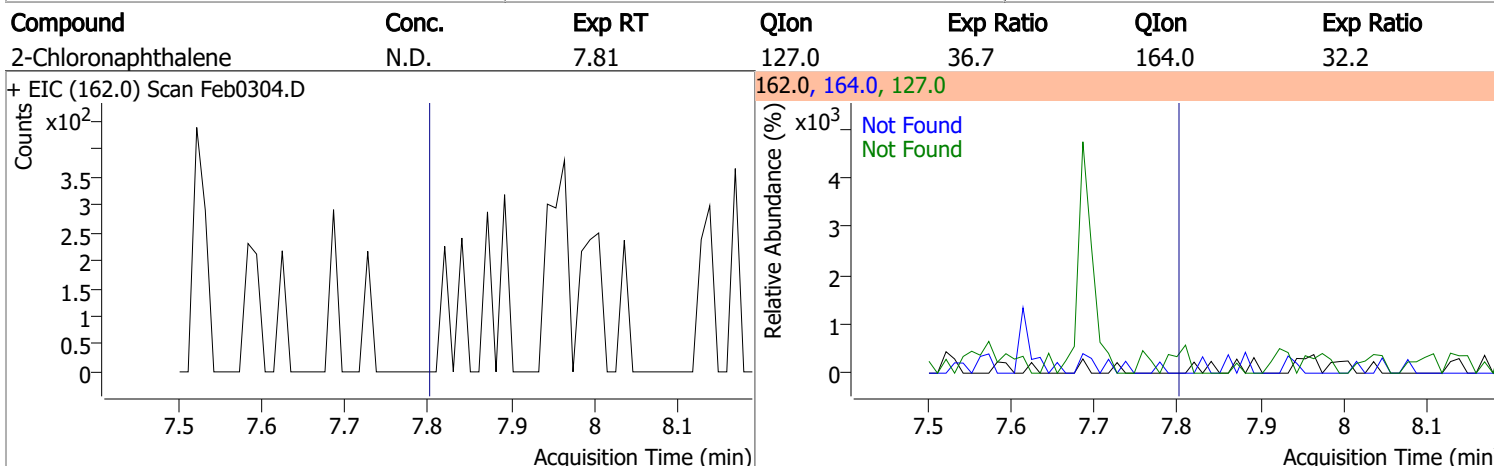 Compound Conc. Exp RT QIon Exp Ratio QIon Exp Ratio
2-Chloronaphthalene N.D. 7.81 127.0 36.7 164.0 32.2
+ EIC (162.0) Scan Feb0304.D
Counts
x10²
3.5
3
2.5
2
1.5
1
0.5
0
7.5 7.6 7.7 7.8 7.9 8 8.1
Acquisition Time (min)
162.0, 164.0, 127.0
Relative Abundance (%)
x10³
Not Found
Not Found
4
3
2
1
0
7.5 7.6 7.7 7.8 7.9 8 8.1
Acquisition Time (min